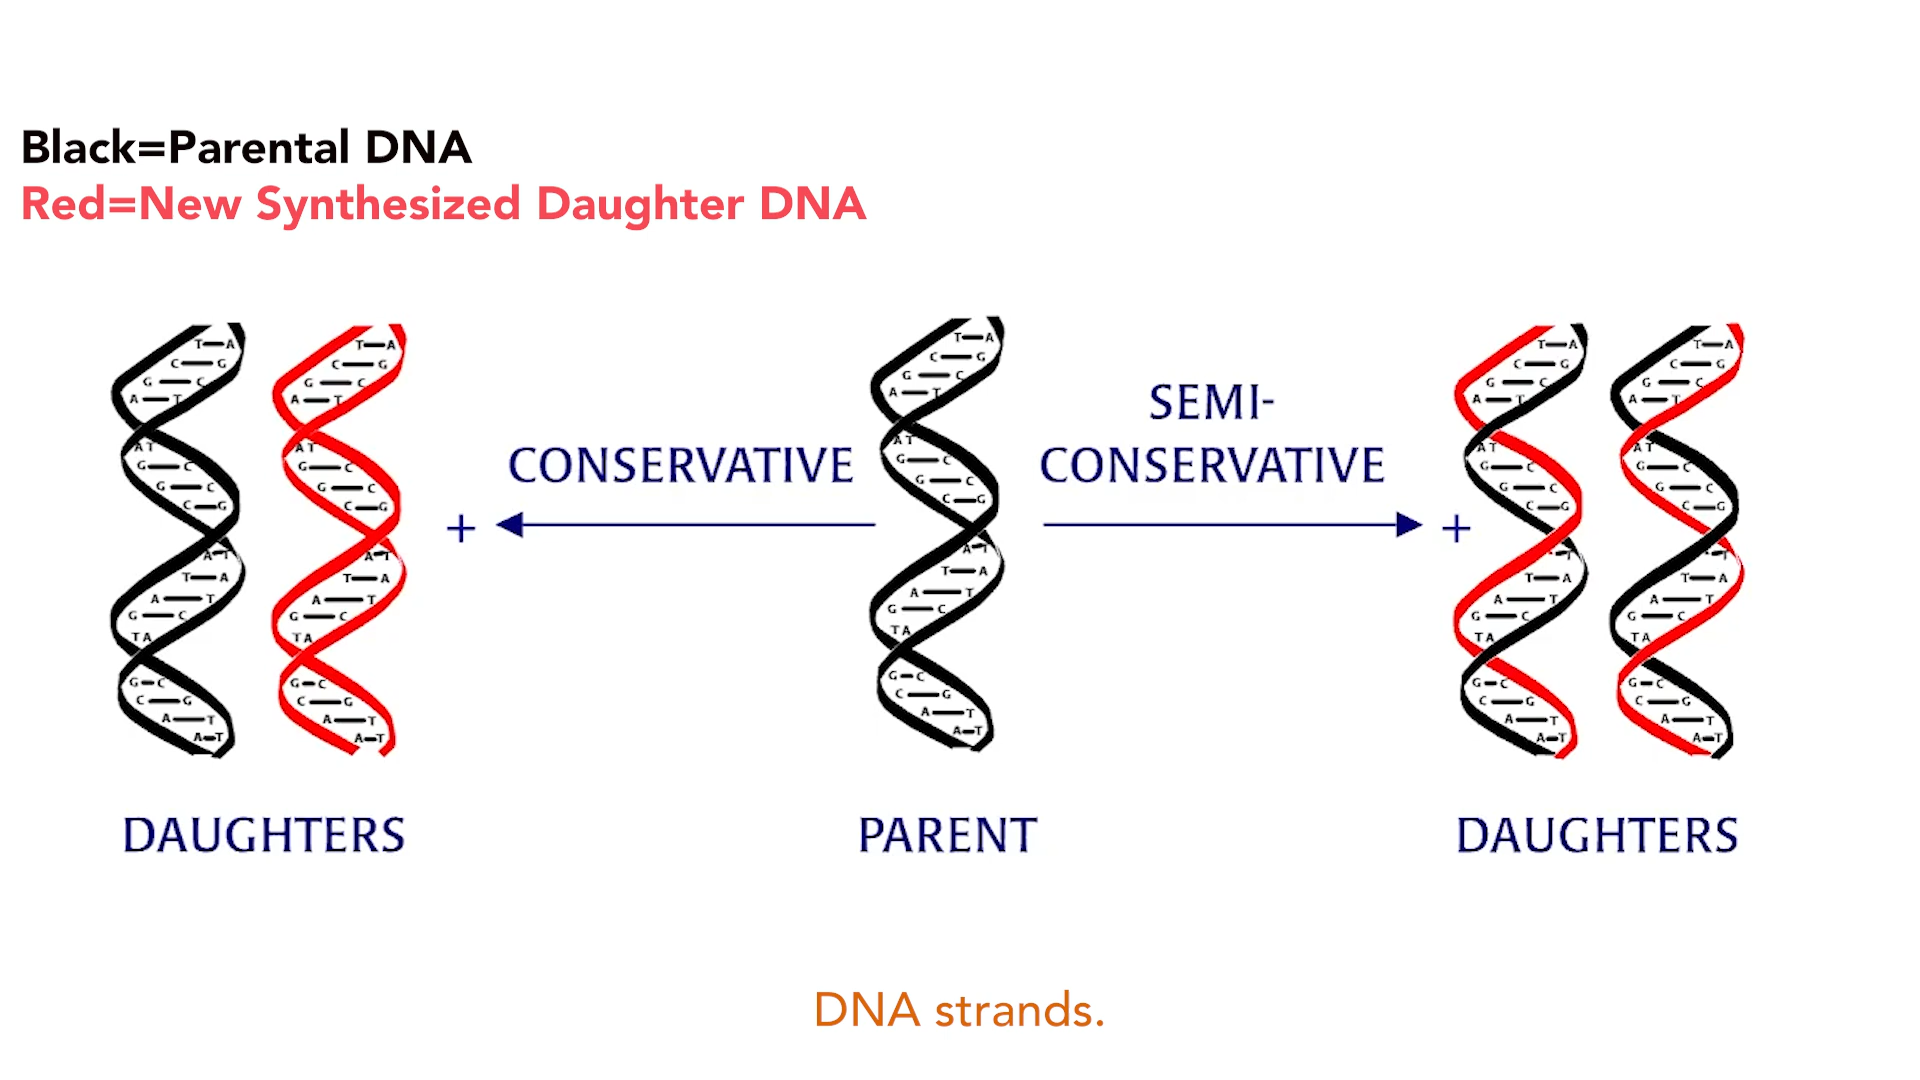 Black=Parental DNA
Red=New Synthesized Daughter DNA
T A
C G
G C
A T
A T
G C
G C
C G
A T
T A
A T
G C
T A
G C
C G
A T
A T
T A
C G
G C
A T
A T
G C
G C
C G
A T
T A
A T
G C
T A
G C
C G
A T
A T
+
CONSERVATIVE
T A
C G
G C
A T
A T
G C
G C
C G
A T
T A
A T
G C
T A
G C
C G
A T
A T
SEMI-
CONSERVATIVE
+
T A
C G
G C
A T
A T
G C
G C
C G
T
T A
A T
G C
T A
G C
C G
A T
A T
T A
C G
G C
A T
A T
G C
G C
C G
T
T A
A T
G C
T A
G C
C G
A T
A T
DAUGHTERS
PARENT
DAUGHTERS
DNA strands.